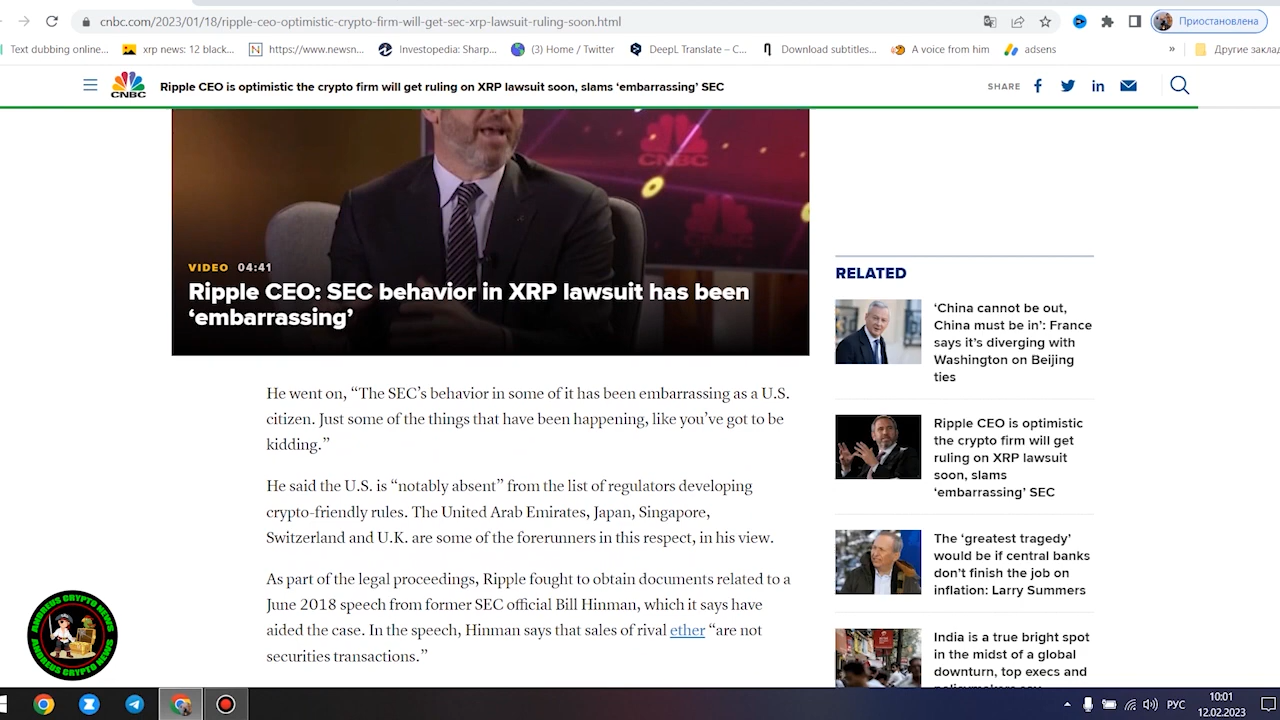 cnbc.com/2023/01/18/ripple-ceo-optimistic-crypto-firm-will-get-sec-xrp-lawsuit-ruling-soon.html
Приостановлена
Text dubbing online...
xrp news: 12 black...
https://www.newsn...
Investopedia: Sharp...
(3) Home / Twitter
DeepL Translate – C...
Download subtitles...
A voice from him
adsens
»
Другие закла
CNBC
Ripple CEO is optimistic the crypto firm will get ruling on XRP lawsuit soon, slams ‘embarrassing’ SEC
SHARE
CNBC
VIDEO 04:41
Ripple CEO: SEC behavior in XRP lawsuit has been
‘embarrassing’
He went on, “The SEC’s behavior in some of it has been embarrassing as a U.S.
citizen. Just some of the things that have been happening, like you’ve got to be
kidding.”
He said the U.S. is “notably absent” from the list of regulators developing
crypto-friendly rules. The United Arab Emirates, Japan, Singapore,
Switzerland and U.K. are some of the forerunners in this respect, in his view.
As part of the legal proceedings, Ripple fought to obtain documents related to a
June 2018 speech from former SEC official Bill Hinman, which it says have
aided the case. In the speech, Hinman says that sales of rival ether “are not
securities transactions.”
RELATED
‘China cannot be out,
China must be in’: France
says it’s diverging with
Washington on Beijing
ties
Ripple CEO is optimistic
the crypto firm will get
ruling on XRP lawsuit
soon, slams
‘embarrassing’ SEC
The ‘greatest tragedy’
would be if central banks
don’t finish the job on
inflation: Larry Summers
India is a true bright spot
in the midst of a global
downturn, top execs and
ANDREUS CRYPTO NEWS
ANDREUS CRYPTO NEWS
РУС
10:01
12.02.2023